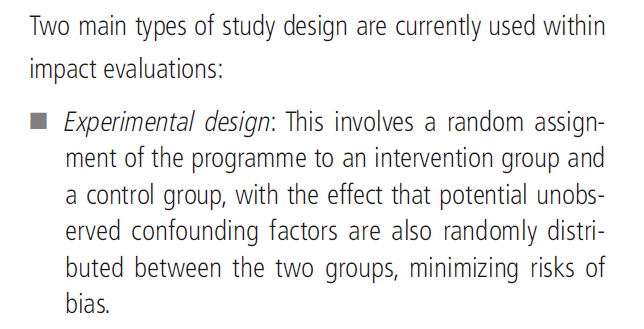 Two main types of study design are currently used within
impact evaluations:
■ Experimental design: This involves a random assign-
ment of the programme to an intervention group and
a control group, with the effect that potential unobs-
erved confounding factors are also randomly distri-
buted between the two groups, minimizing risks of
bias.